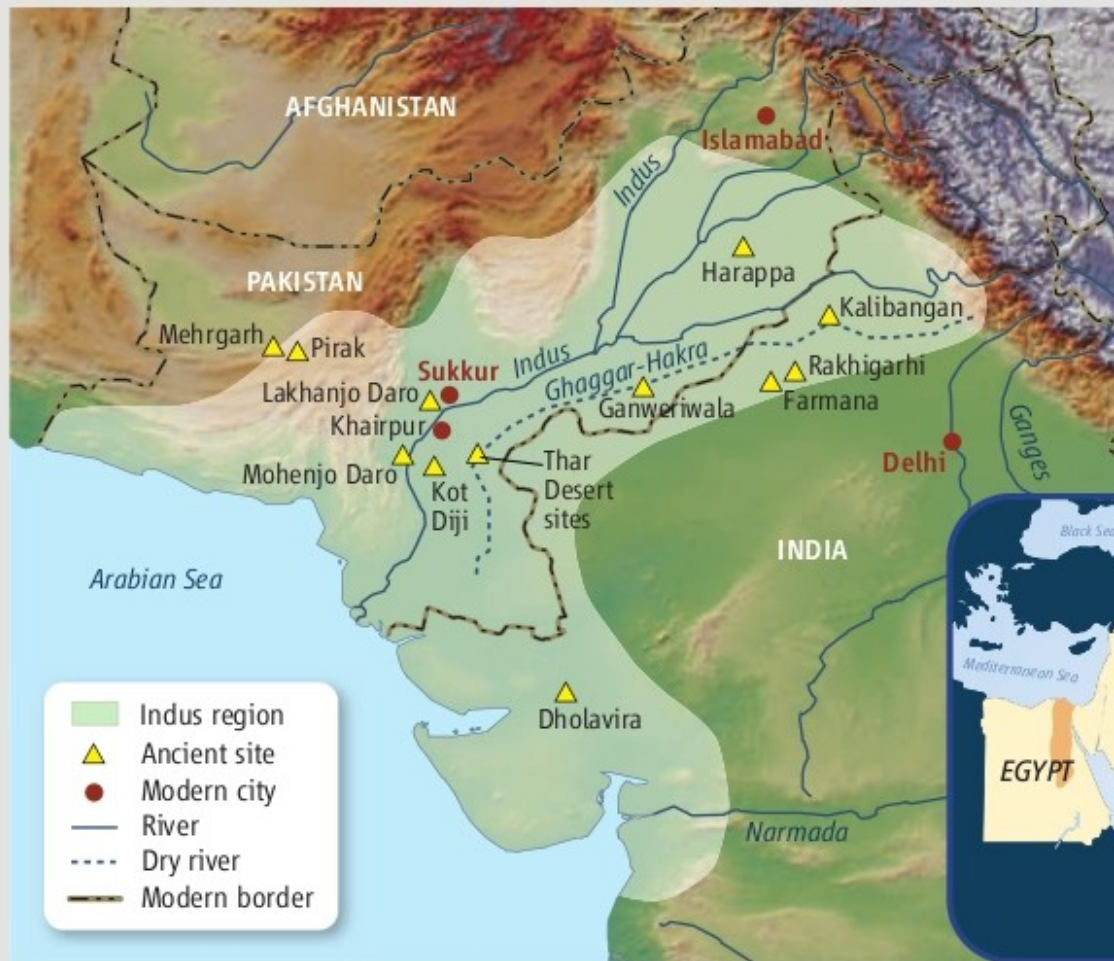 AFGHANISTAN
Islamabad
Indus
Harappa
PAKISTAN
Kalibangan
Mehrgarh
Pirak
Indus
Ghaggar-Hakra
Sukkur
Lakhanjo Daro
Rakhigarhi
Ganweriwala
Farmana
Khairpur
Ganges
Delhi
Mohenjo Daro
Kot
Diji
Thar
Desert
sites
INDIA
Arabian Sea
Black Sea
Mediterranean Sea
Dholavira
EGYPT
Narmada
Indus region
Ancient site
Modern city
River
Dry river
Modern border